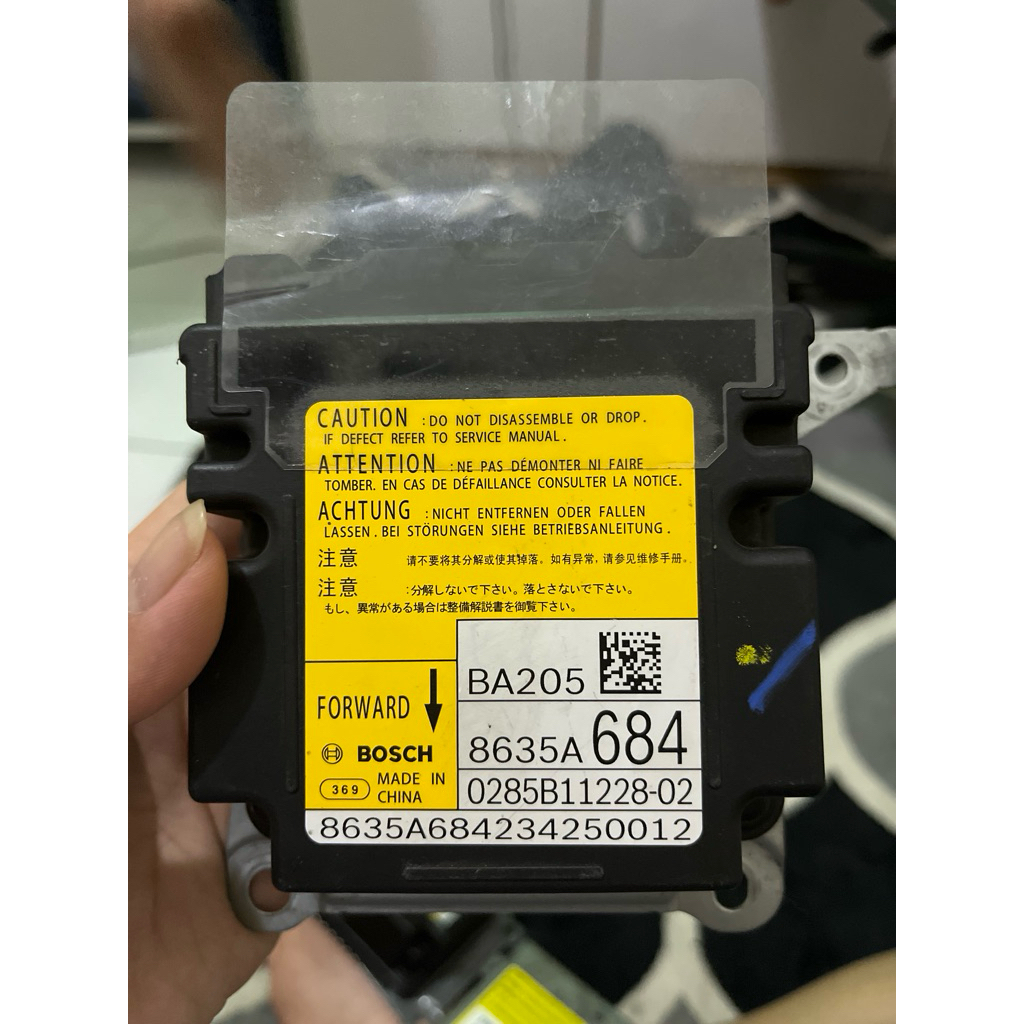 CAUTION :DO NOT DISASSEMBLE OR DROP.
IF DEFECT REFER TO SERVICE MANUAL.
ATTENTION :NE PAS DÉMONTER NI FAIRE
TOMBER. EN CAS DE DÉFAILLANCE CONSULTER LA NOTICE.
ACHTUNG :NICHT ENTFERNEN ODER FALLEN
LASSEN. BEI STÖRUNGEN SIEHE BETRIEBSANLEITUNG.
注意 请不要将其分解或使其掉落。如有异常，请参见维修手册。
注意 :分解しないで下さい。落とさないで下さい。
もし、異常がある場合は整備解説書を御覧下さい。
BA205
FORWARD
8635A 684
BOSCH
369 MADE IN
CHINA
0285B11228-02
8635A684234250012